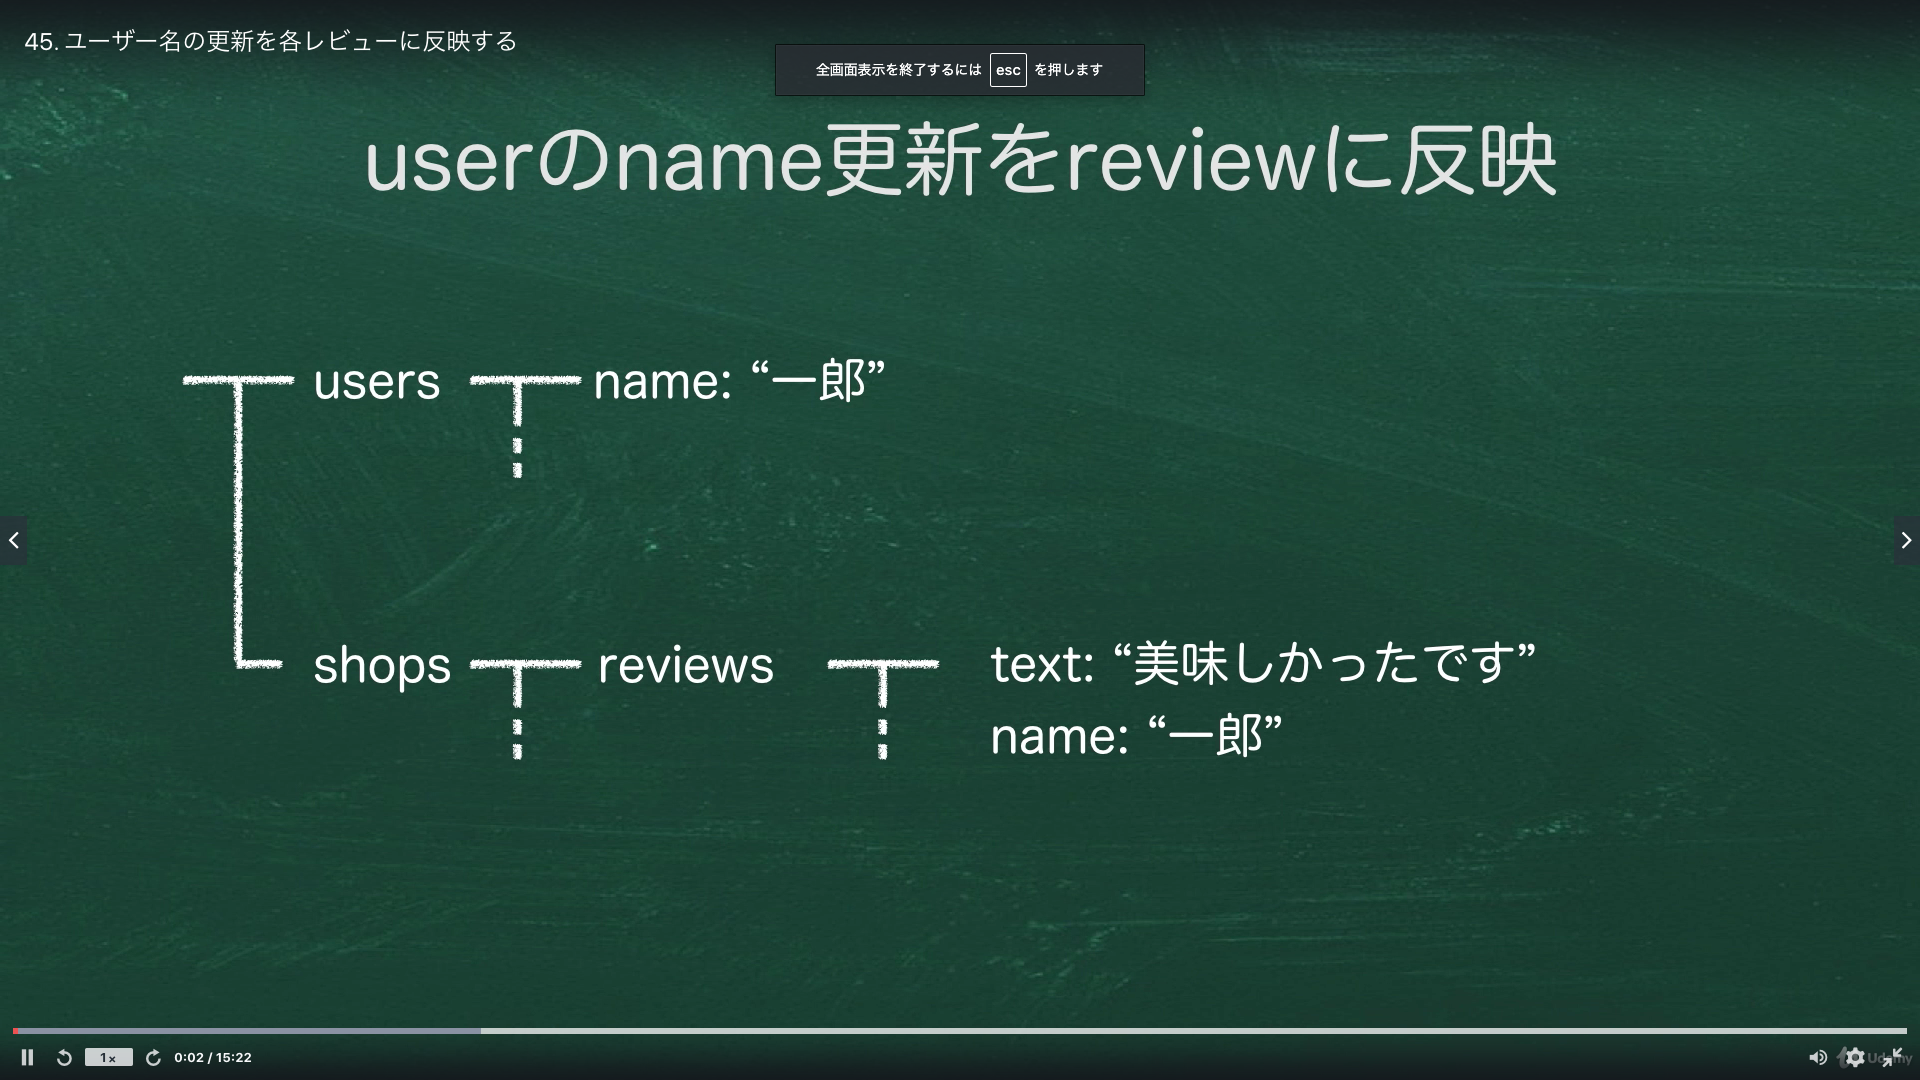 45. ユーザー名の更新を各レビューに反映する
全画面表示を終了するには esc を押します
userのname更新をreviewに反映
users name: “一郎”
shops reviews text: “美味しかったです”
name: “一郎”
1x 0:02 / 15:22
Udemy